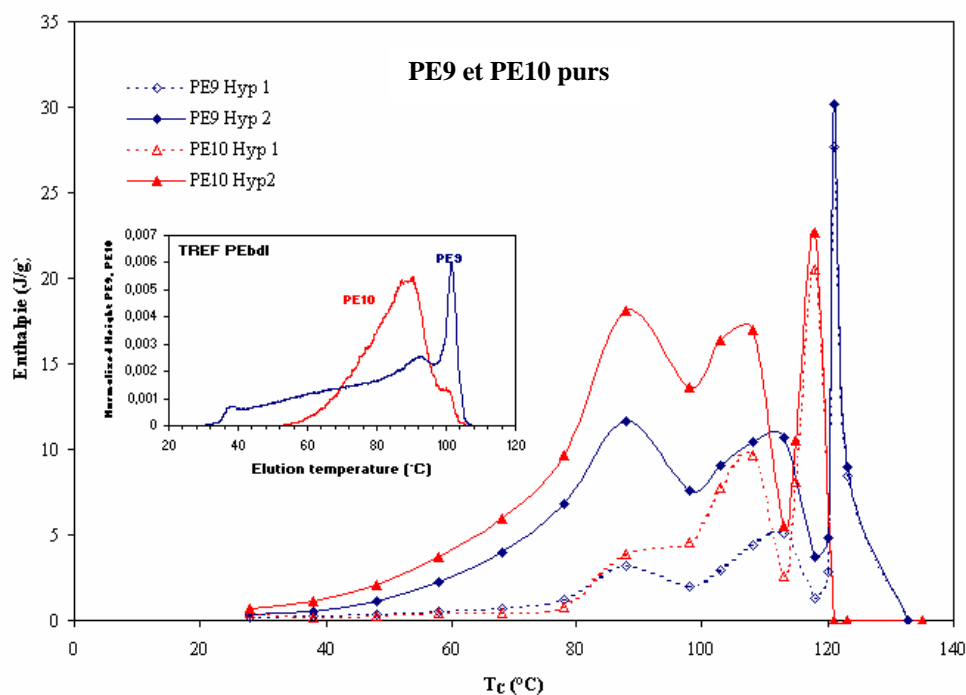 PE9 et PE10 purs
PE9 Hyp 1
PE9 Hyp 2
PE10 Hyp 1
PE10 Hyp2
Enthalpie (J/g)
35
30
25
20
15
10
5
0
0 20 40 60 80 100 120 140
T_C (°C)
TREF PEbdl
PE9
PE10
Normalized Height PE9, PE10
0,007
0,006
0,005
0,004
0,003
0,002
0,001
0
20 40 60 80 100 120
Elution temperature (°C)